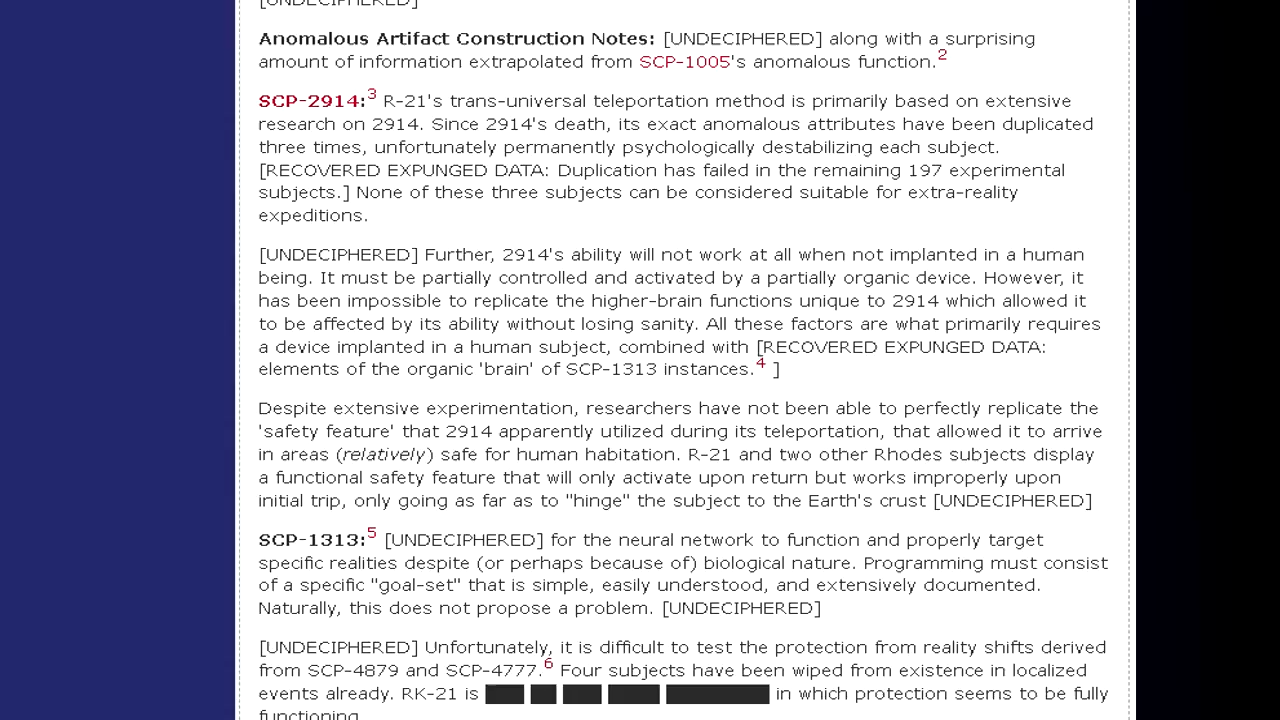 [UNDECIPHERED]
Anomalous Artifact Construction Notes: [UNDECIPHERED] along with a surprising
amount of information extrapolated from SCP-1005's anomalous function.2
SCP-2914:3 R-21's trans-universal teleportation method is primarily based on extensive
research on 2914. Since 2914's death, its exact anomalous attributes have been duplicated
three times, unfortunately permanently psychologically destabilizing each subject.
[RECOVERED EXPUNGED DATA: Duplication has failed in the remaining 197 experimental
subjects.] None of these three subjects can be considered suitable for extra-reality
expeditions.
[UNDECIPHERED] Further, 2914's ability will not work at all when not implanted in a human
being. It must be partially controlled and activated by a partially organic device. However, it
has been impossible to replicate the higher-brain functions unique to 2914 which allowed it
to be affected by its ability without losing sanity. All these factors are what primarily requires
a device implanted in a human subject, combined with [RECOVERED EXPUNGED DATA:
elements of the organic 'brain' of SCP-1313 instances.4 ]
Despite extensive experimentation, researchers have not been able to perfectly replicate the
'safety feature' that 2914 apparently utilized during its teleportation, that allowed it to arrive
in areas (relatively) safe for human habitation. R-21 and two other Rhodes subjects display
a functional safety feature that will only activate upon return but works improperly upon
initial trip, only going as far as to "hinge" the subject to the Earth's crust [UNDECIPHERED]
SCP-1313:5 [UNDECIPHERED] for the neural network to function and properly target
specific realities despite (or perhaps because of) biological nature. Programming must consist
of a specific "goal-set" that is simple, easily understood, and extensively documented.
Naturally, this does not propose a problem. [UNDECIPHERED]
[UNDECIPHERED] Unfortunately, it is difficult to test the protection from reality shifts derived
from SCP-4879 and SCP-4777.6 Four subjects have been wiped from existence in localized
events already. RK-21 is in which protection seems to be fully
functioning.